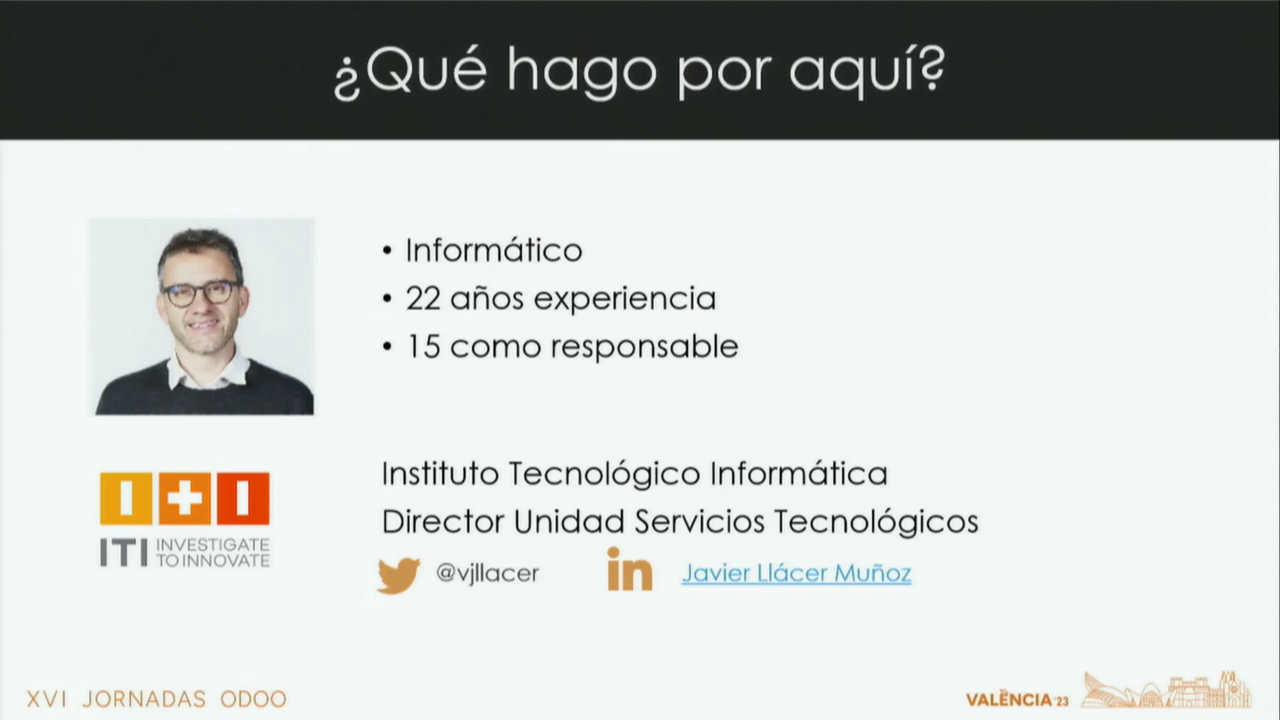 ¿Qué hago por aquí?
• Informático
• 22 años experiencia
• 15 como responsable
Instituto Tecnológico Informática
Director Unidad Servicios Tecnológicos
@vjllacer
in Javier Llácer Muñoz
I+I
ITI INVESTIGATE
TO INNOVATE
XVI JORNADAS ODOO
VALÈNCIA '23